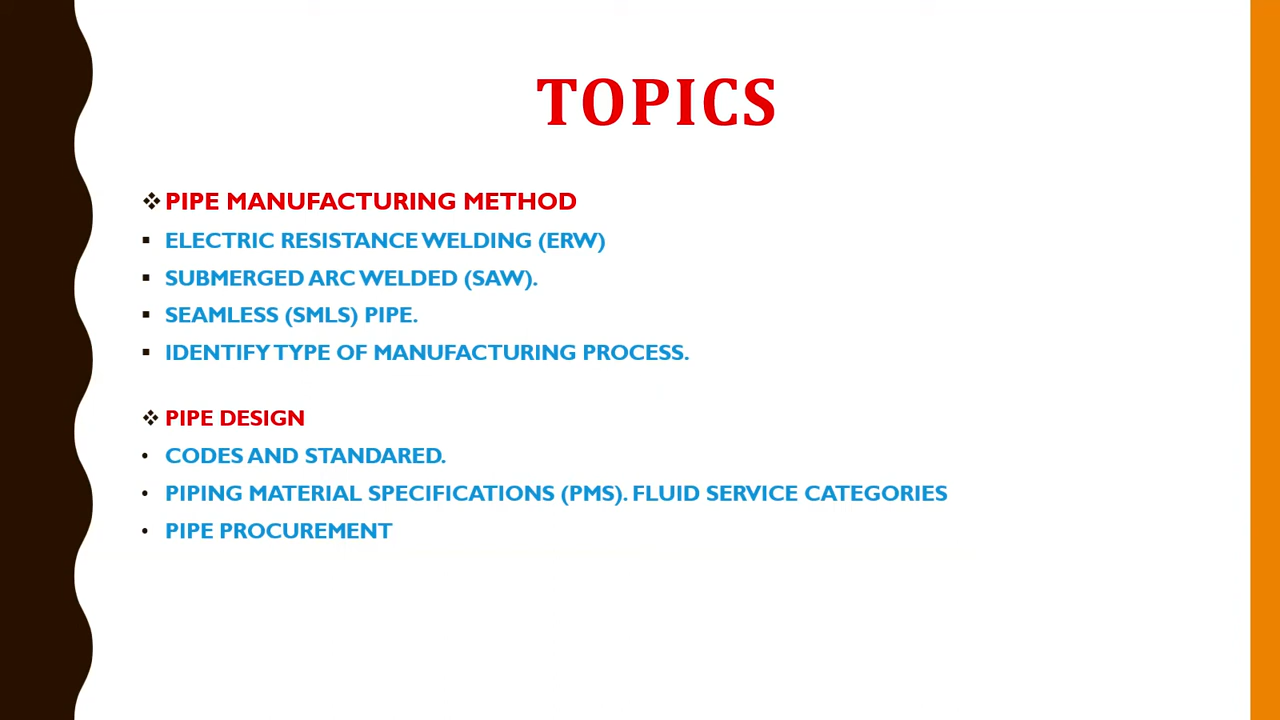 TOPICS
❖ PIPE MANUFACTURING METHOD
▪ ELECTRIC RESISTANCE WELDING (ERW)
▪ SUBMERGED ARC WELDED (SAW).
▪ SEAMLESS (SMLS) PIPE.
▪ IDENTIFY TYPE OF MANUFACTURING PROCESS.
❖ PIPE DESIGN
• CODES AND STANDARED.
• PIPING MATERIAL SPECIFICATIONS (PMS). FLUID SERVICE CATEGORIES
• PIPE PROCUREMENT